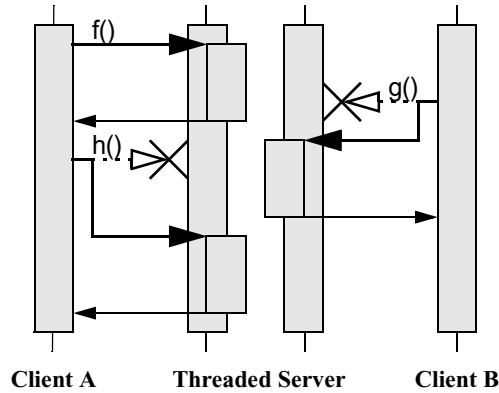 f()
g()
h()
Client A
Threaded Server
Client B